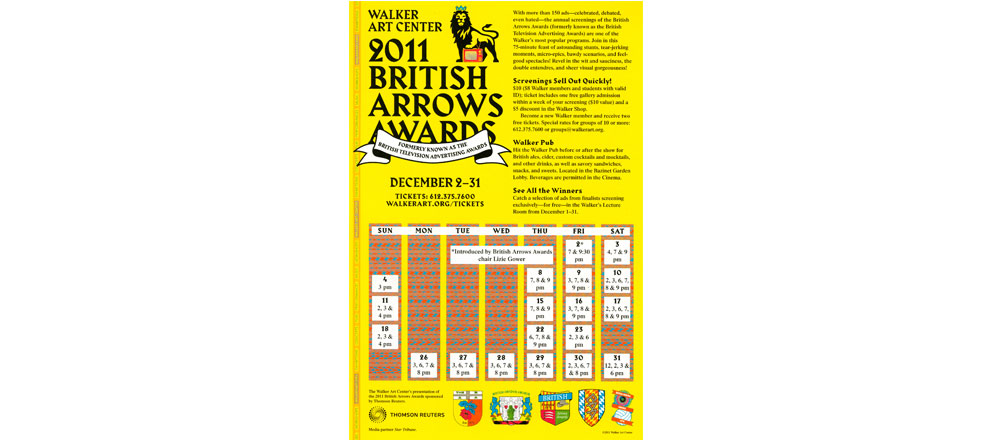 WALKER
ART CENTER
2011
BRITISH
ARROWS
AWARDS
FORMERLY KNOWN AS THE
BRITISH TELEVISION ADVERTISING AWARDS
DECEMBER 2–31
TICKETS: 612.375.7600
WALKERART.ORG/TICKETS
With more than 150 ads—celebrated, debated,
even hated—the annual screenings of the British
Arrows Awards (formerly known as the British
Television Advertising Awards) are one of the
Walker's most popular programs. Join in this
75-minute feast of astounding stunts, tear-jerking
moments, micro-epics, bawdy scenarios, and feel-
good spectacles! Revel in the wit and sauciness, the
double entendres, and sheer visual gorgeousness!
Screenings Sell Out Quickly!
$10 ($8 Walker members and students with valid
ID); ticket includes one free gallery admission
within a week of your screening ($10 value) and a
$5 discount in the Walker Shop.
Become a new Walker member and receive two
free tickets. Special rates for groups of 10 or more:
612.375.7600 or groups@walkerart.org.
Walker Pub
Hit the Walker Pub before or after the show for
British ales, cider, custom cocktails and mocktails,
and other drinks, as well as savory sandwiches,
snacks, and sweets. Located in the Bazinet Garden
Lobby. Beverages are permitted in the Cinema.
See All the Winners
Catch a selection of ads from finalists screening
exclusively—for free—in the Walker's Lecture
Room from December 1–31.
SUN MON TUE WED THU FRI SAT
*Introduced by British Arrows Awards
chair Lizie Gower
2*
7 & 9:30
pm
3
4, 7 & 9
pm
4
3 pm
8
7, 8 & 9
pm
9
3, 7, 8 &
9 pm
10
2, 3, 6, 7,
8 & 9 pm
11
2, 3 &
4 pm
15
7, 8 & 9
pm
16
3, 7, 8 &
9 pm
17
2, 3, 6, 7,
8 & 9 pm
18
2, 3 &
4 pm
22
6, 7, 8 &
9 pm
23
2, 3 & 6
pm
26
3, 6, 7 &
8 pm
27
3, 6, 7 &
8 pm
28
3, 6, 7 &
8 pm
29
3, 6, 7 &
8 pm
30
2, 3, 6, 7
& 8 pm
31
12, 2, 3 &
6 pm
The Walker Art Center's presentation of
the 2011 British Arrows Awards sponsored
by Thomson Reuters.
THOMSON REUTERS
Media partner Star Tribune.
BRITISH
©2011 Walker Art Center